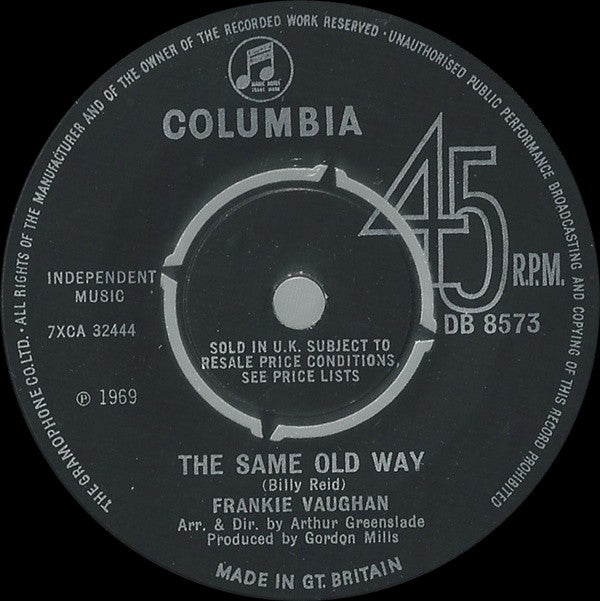 THE GRAMOPHONE CO. LTD. · ALL RIGHTS OF THE MANUFACTURER AND OF THE OWNER OF THE RECORDED WORK RESERVED · UNAUTHORISED PUBLIC PERFORMANCE BROADCASTING AND COPYING OF THIS RECORD PROHIBITED
MAGIC NOTES
TRADE MARK
COLUMBIA
45
R.P.M.
INDEPENDENT
MUSIC
7XCA 32444
DB 8573
SOLD IN U.K. SUBJECT TO
RESALE PRICE CONDITIONS,
SEE PRICE LISTS
℗ 1969
THE SAME OLD WAY
(Billy Reid)
FRANKIE VAUGHAN
Arr. & Dir. by Arthur Greenslade
Produced by Gordon Mills
MADE IN GT. BRITAIN